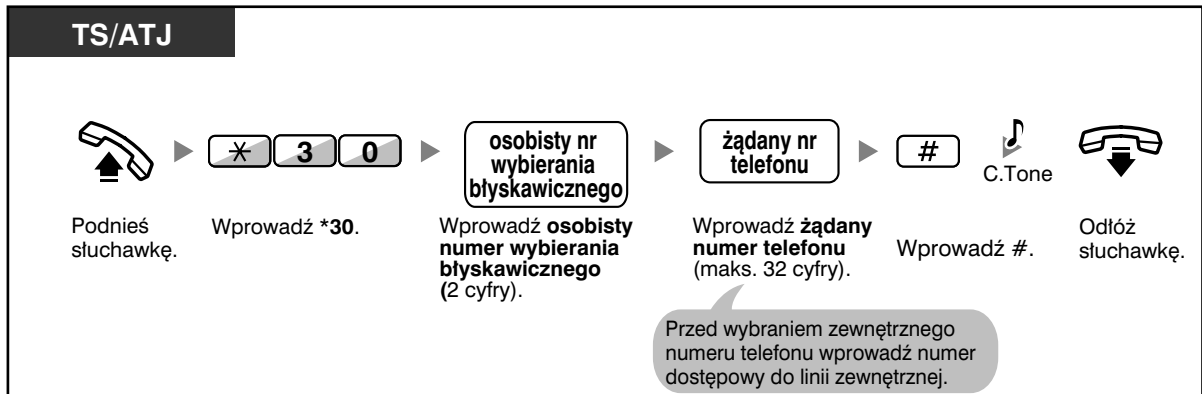 TS/ATJ
* 3 0
osobisty nr
wybierania
błyskawicznego
żądany nr
telefonu
#
C.Tone
Podnieś
słuchawkę.
Wprowadź *30.
Wprowadź osobisty
numer wybierania
błyskawicznego
(2 cyfry).
Wprowadź żądany
numer telefonu
(maks. 32 cyfry).
Wprowadź #.
Odłóż
słuchawkę.
Przed wybraniem zewnętrznego
numeru telefonu wprowadź numer
dostępowy do linii zewnętrznej.